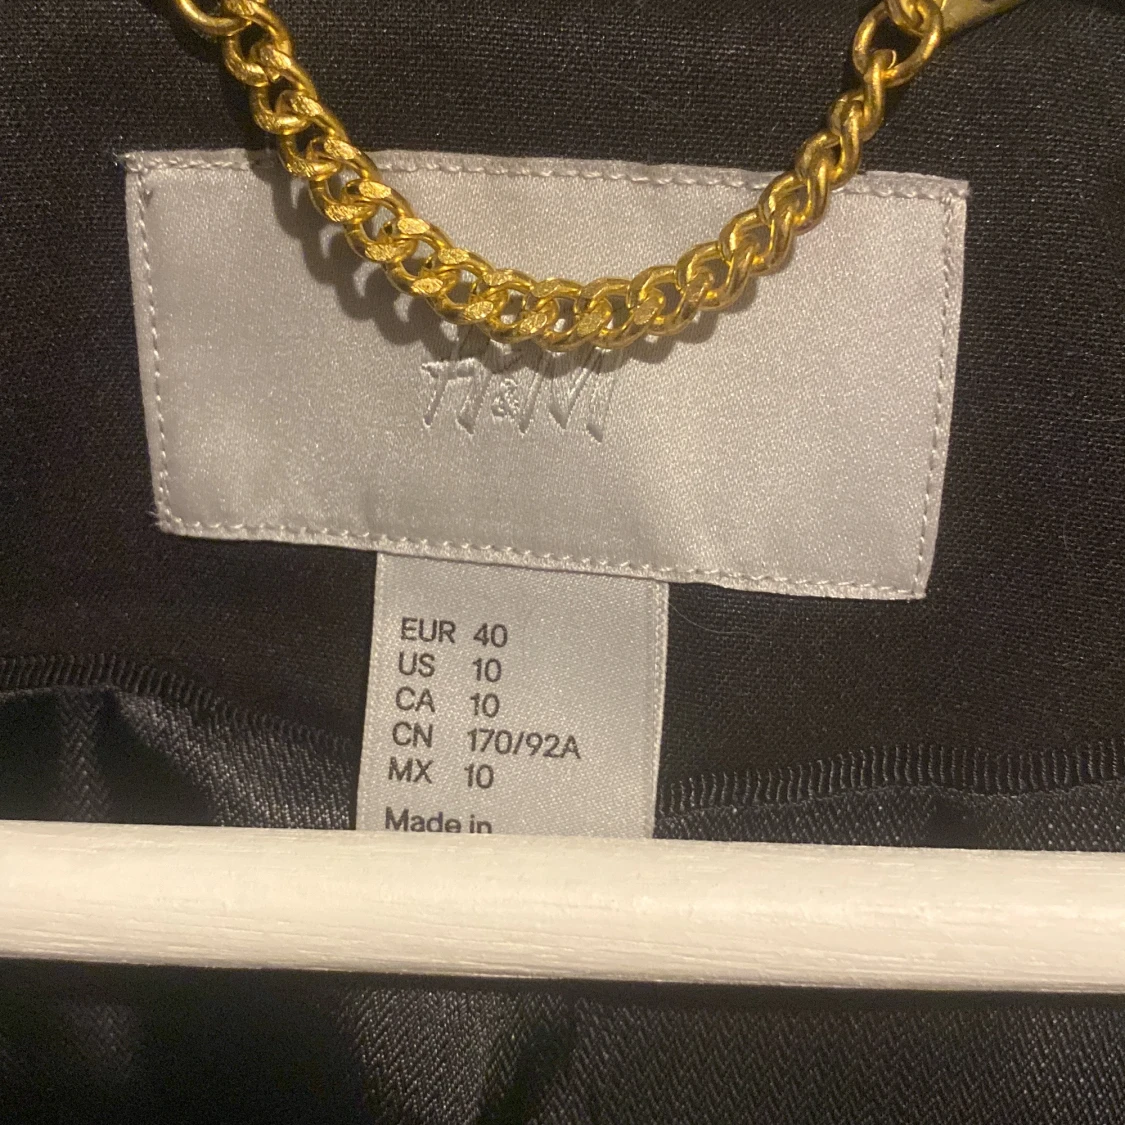 H&M
EUR 40
US 10
CA 10
CN 170/92A
MX 10
Made in